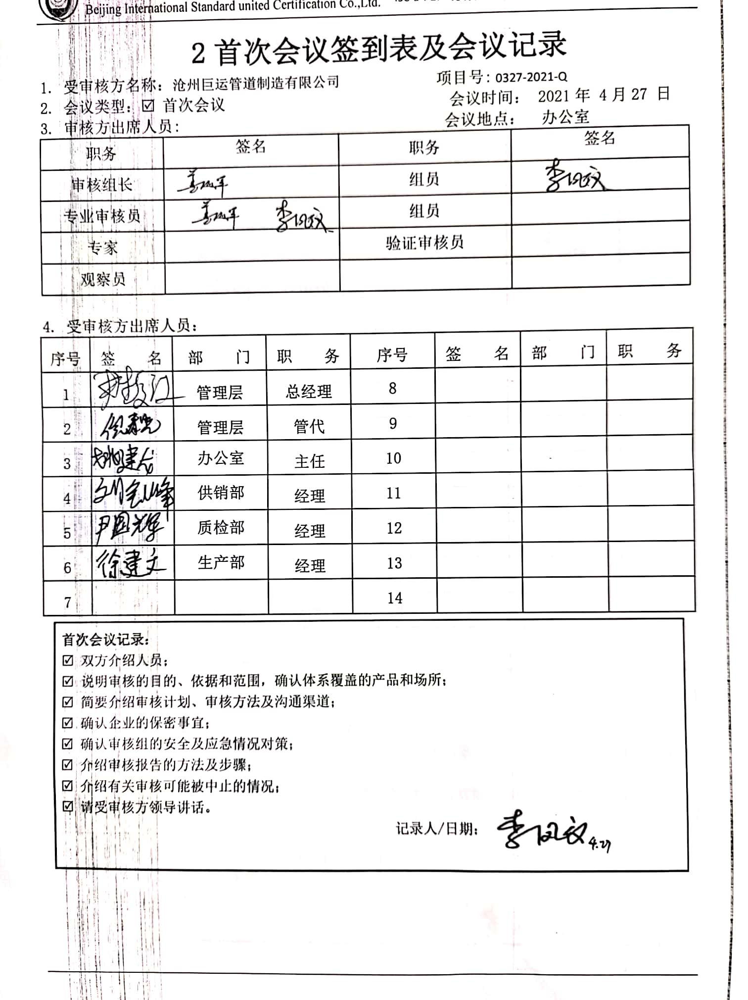 Beijing International Standard united Certification Co.,Ltd.
2 首次会议签到表及会议记录
1. 受审核方名称：沧州巨运管道制造有限公司 项目号：0327-2021-Q
2. 会议类型：☑ 首次会议 会议时间： 2021 年 4 月 27 日
3. 审核方出席人员： 会议地点： 办公室
职务 签名 职务 签名
审核组长 组员
专业审核员 组员
专家 验证审核员
观察员
4. 受审核方出席人员：
序号 签 名 部 门 职 务 序号 签 名 部 门 职 务
1 管理层 总经理 8
2 管理层 管代 9
3 办公室 主任 10
4 供销部 经理 11
5 尹国辉 质检部 经理 12
6 徐建文 生产部 经理 13
7 14
首次会议记录：
☑ 双方介绍人员；
☑ 说明审核的目的、依据和范围，确认体系覆盖的产品和场所；
☑ 简要介绍审核计划、审核方法及沟通渠道；
☑ 确认企业的保密事宜；
☑ 确认审核组的安全及应急情况对策；
☑ 介绍审核报告的方法及步骤；
☑ 介绍有关审核可能被中止的情况；
☑ 请受审核方领导讲话。
记录人/日期： 4.27